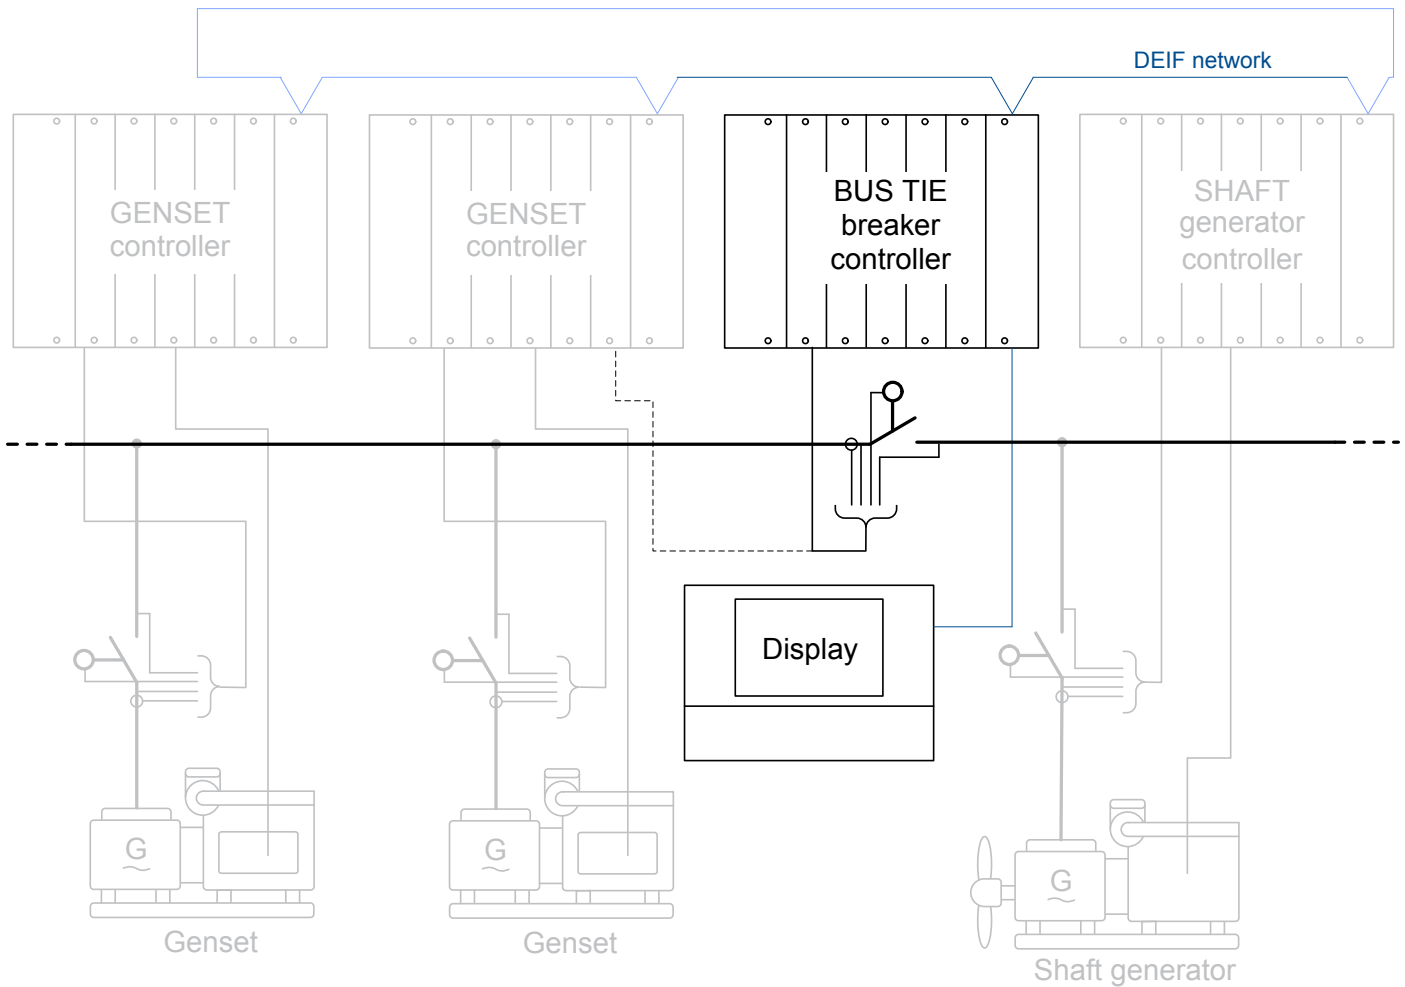 DEIF network
GENSET
controller
GENSET
controller
BUS TIE
breaker
controller
SHAFT
generator
controller
Display
G
G
G
Genset
Genset
Shaft generator